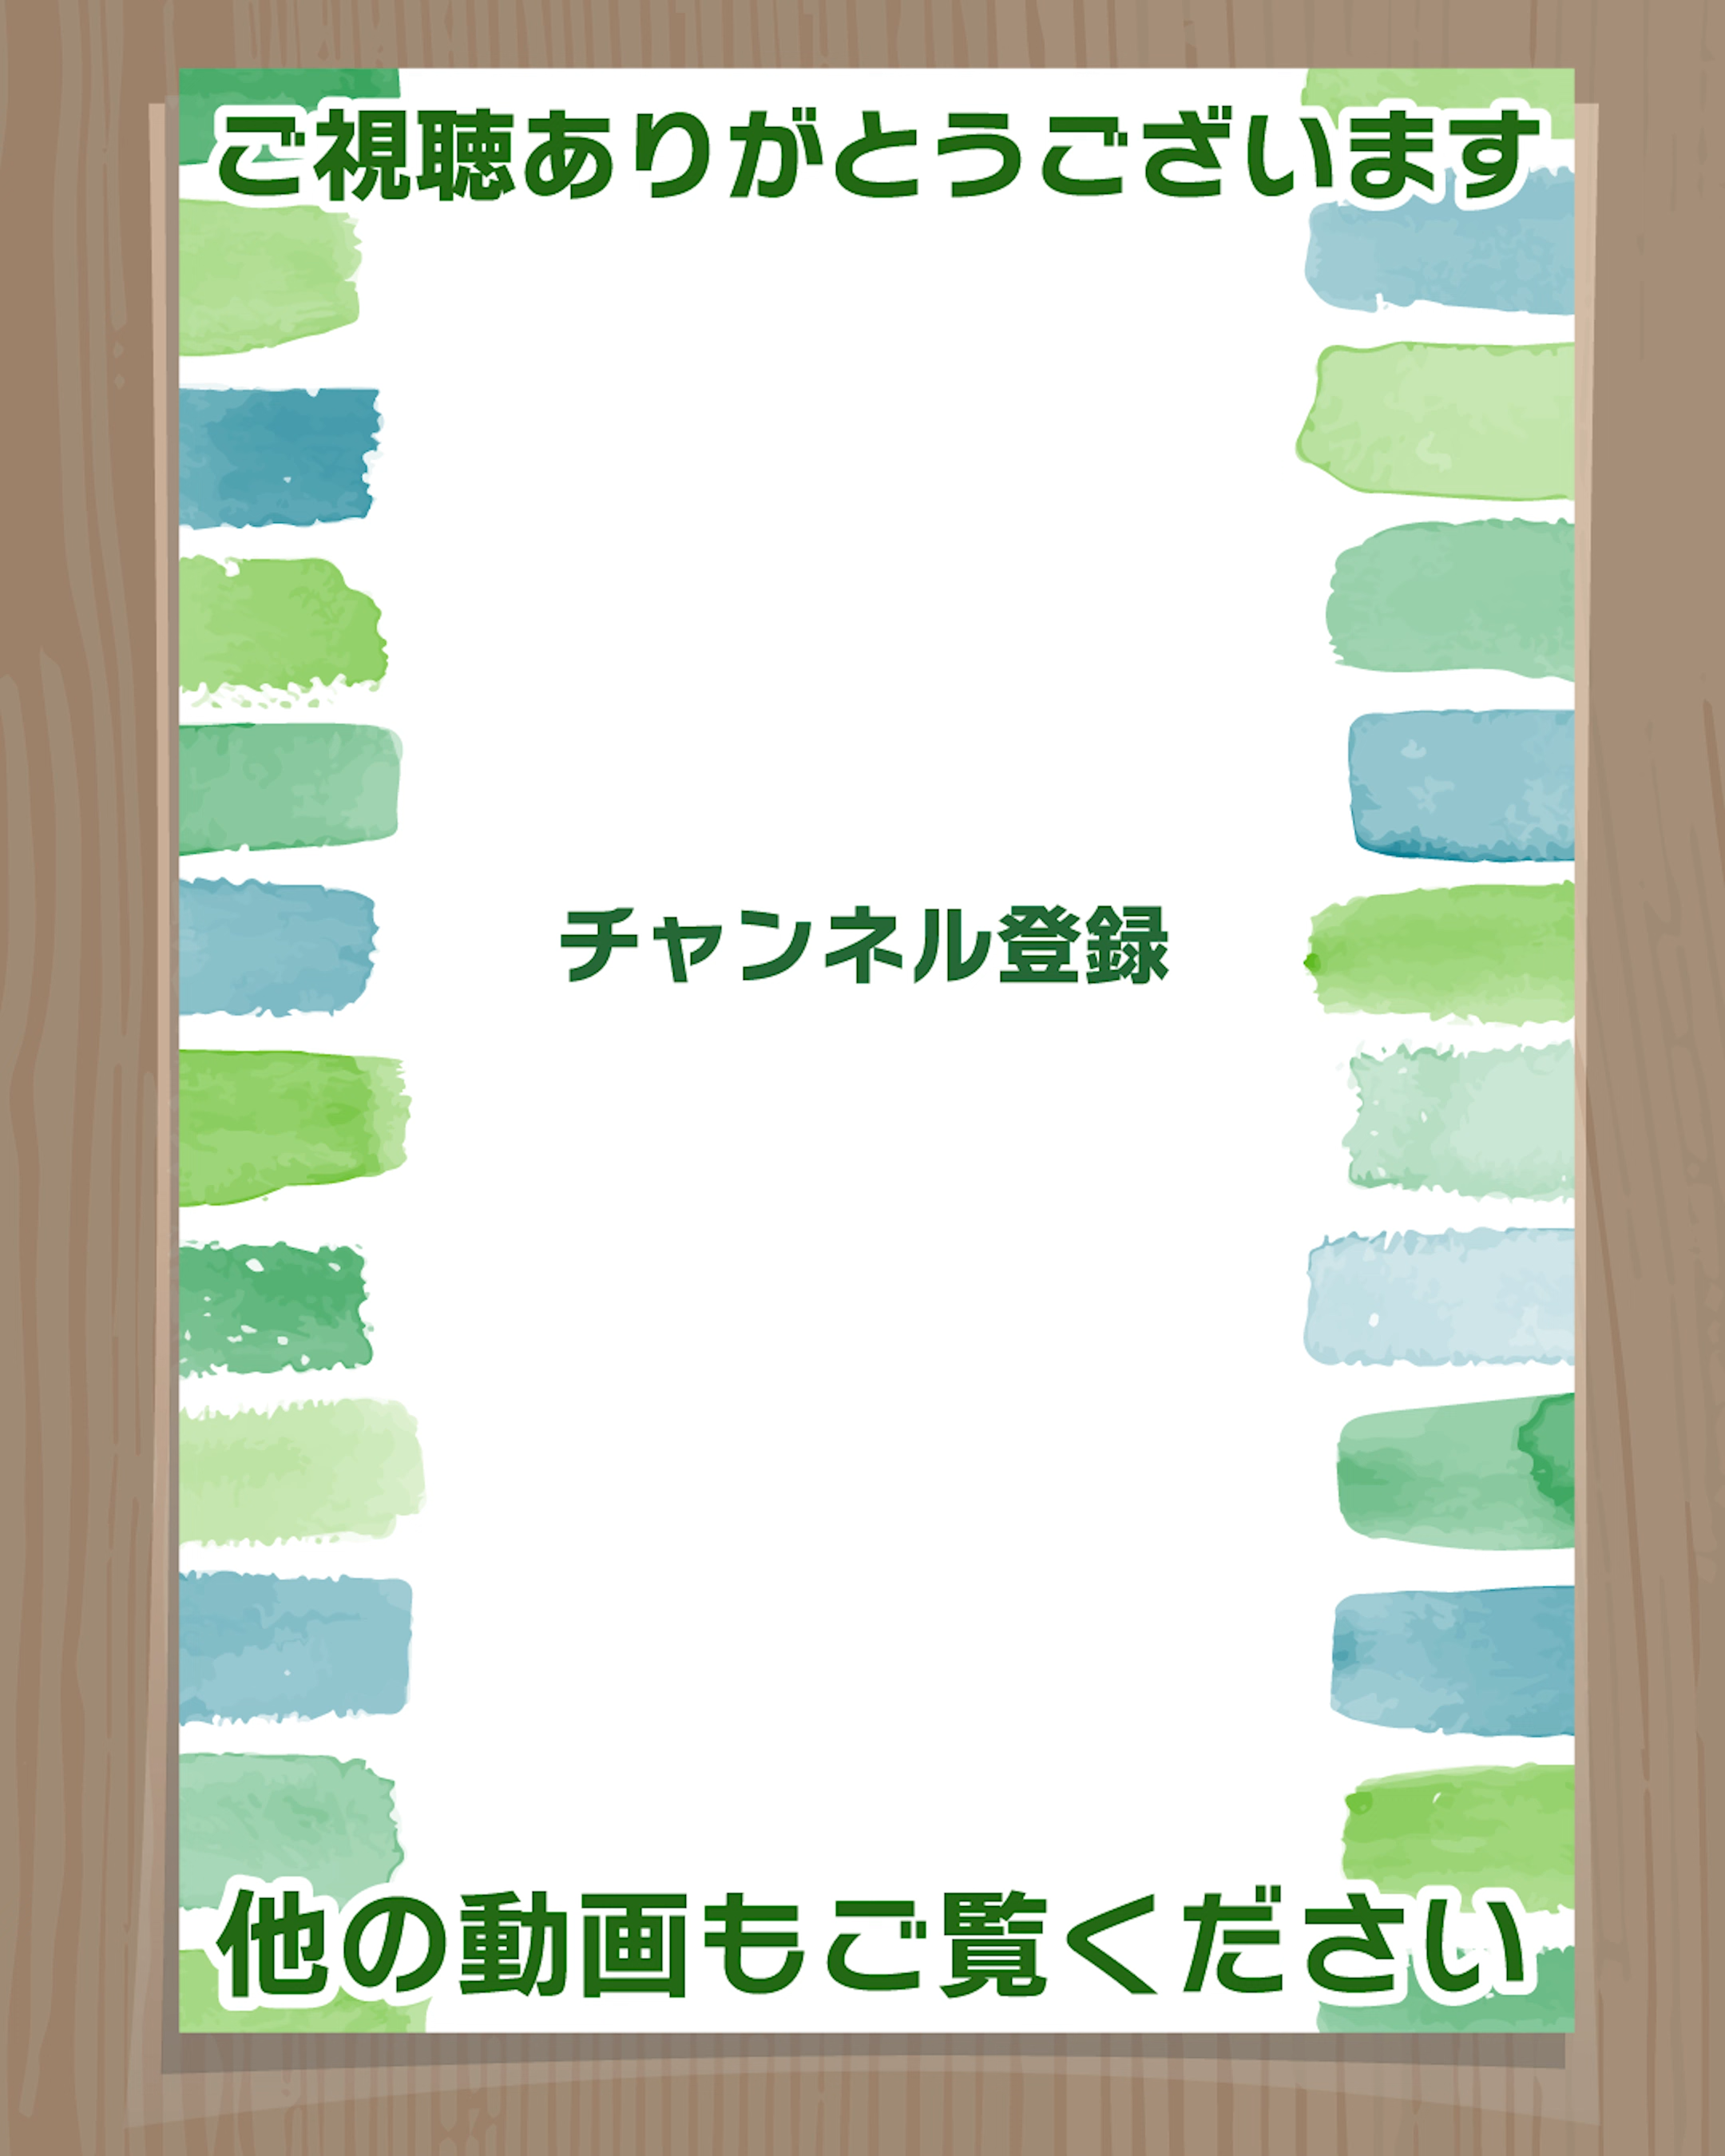 ご視聴ありがとうございます
チャンネル登録
他の動画もご覧ください